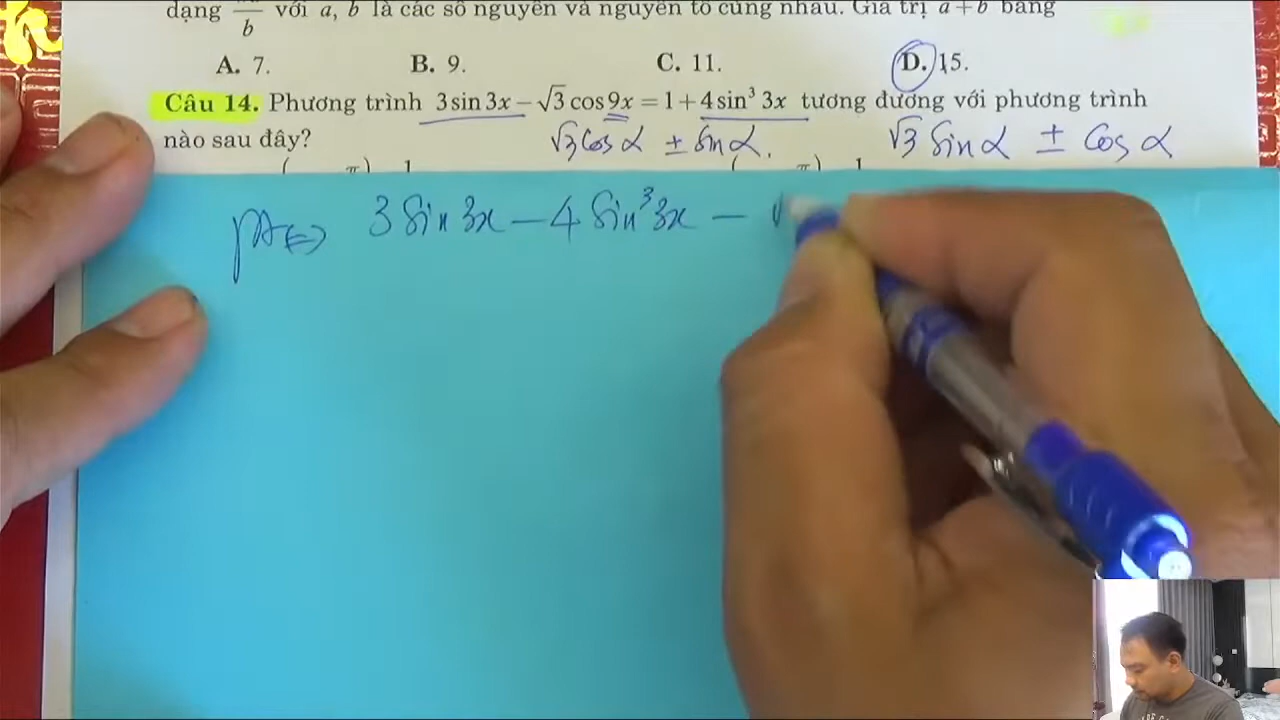 dạng a/b với a, b là các số nguyên và nguyên tố cùng nhau. Giá trị a + b bằng
A. 7. B. 9. C. 11. D. 15.
Câu 14. Phương trình 3 sin 3x − √3 cos 9x = 1 + 4 sin³ 3x tương đương với phương trình
nào sau đây? √3 cos α ± sin α. √3 sin α ± cos α
pt ⇔ 3 sin 3x − 4 sin³ 3x −